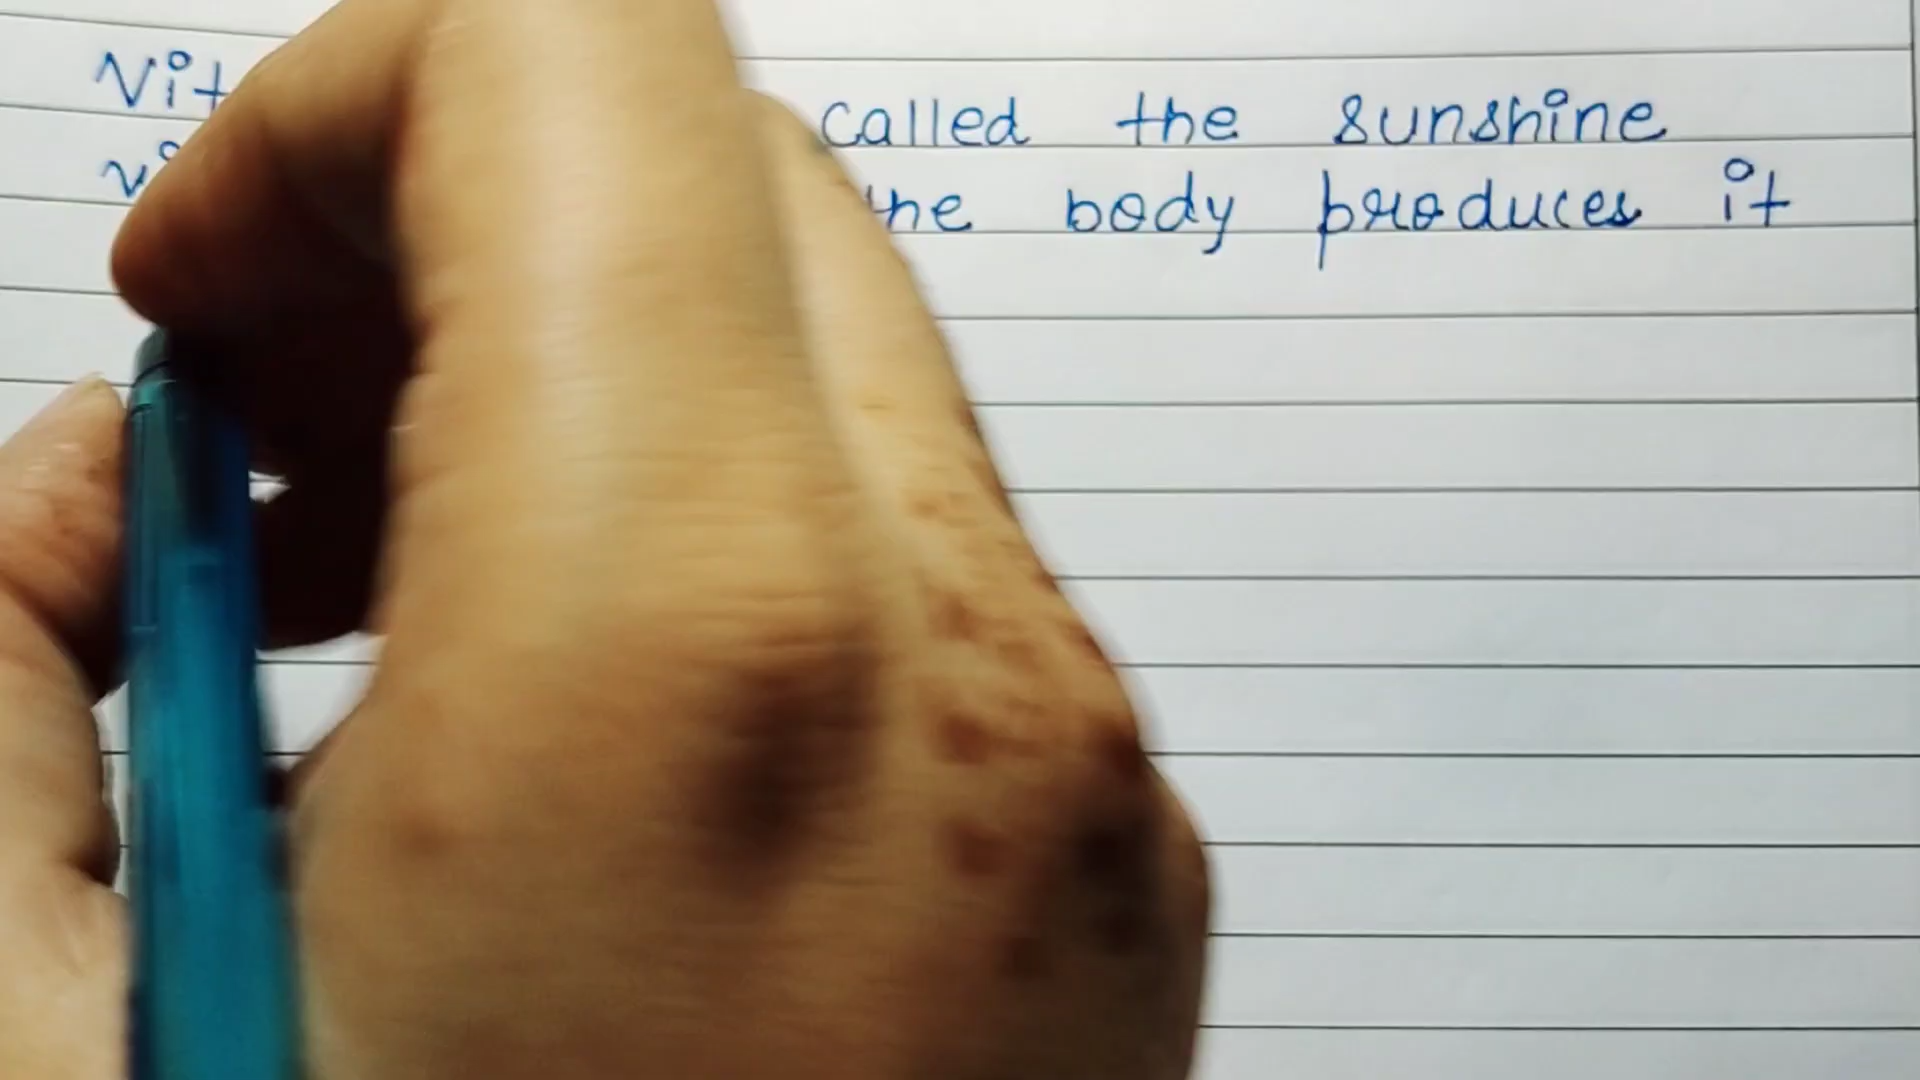 Vit called the sunshine
the body produces it